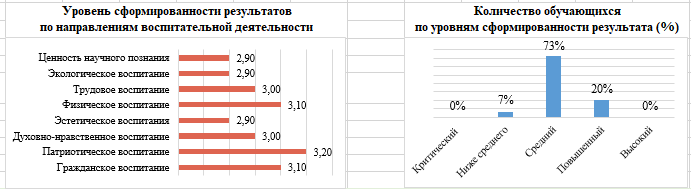 Уровень сформированности результатов
по направлениям воспитательной деятельности
Ценность научного познания 2,90
Экологическое воспитание 2,90
Трудовое воспитание 3,00
Физическое воспитание 3,10
Эстетическое воспитания 2,90
Духовно-нравственное воспитание 3,00
Патриотическое воспитание 3,20
Гражданское воспитание 3,10
Количество обучающихся
по уровням сформированности результата (%)
0% 7% 73% 20% 0%
Критический
Ниже среднего
Средний
Повышенный
Высокий